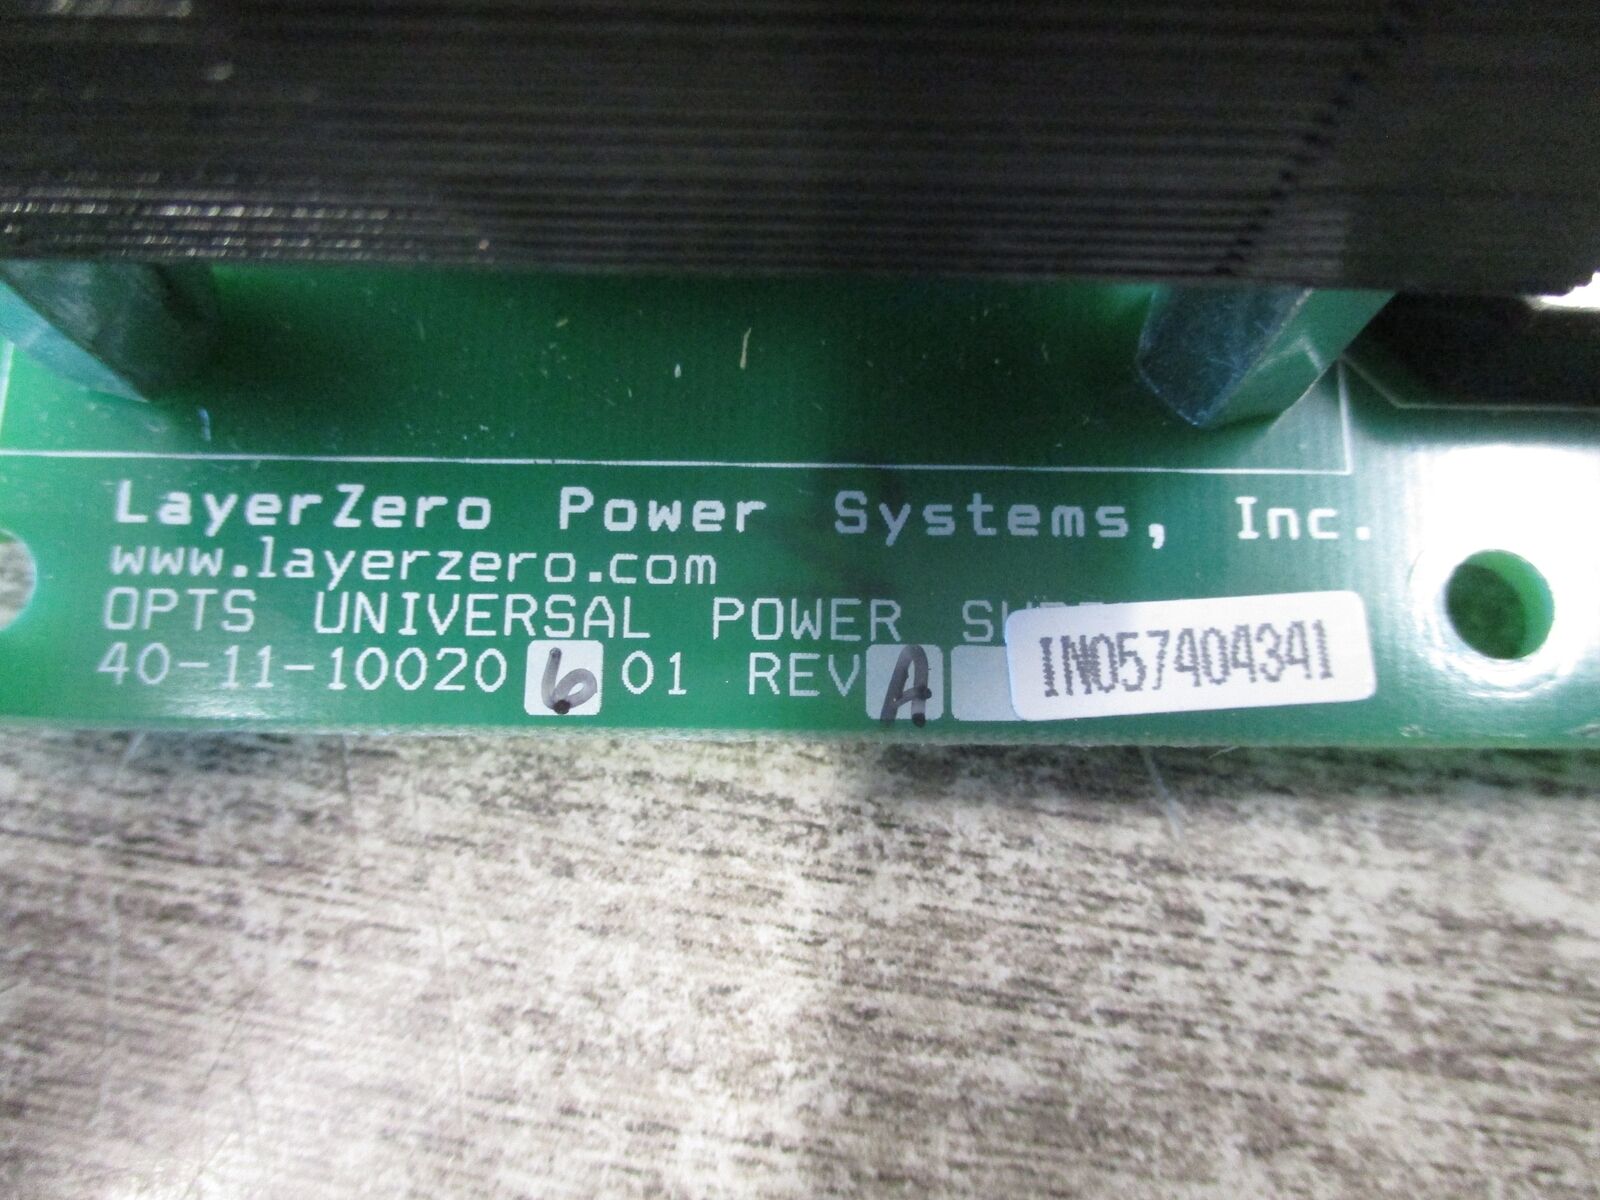 LayerZero Power Systems, Inc.
www.layerzero.com
OPTS UNIVERSAL POWER
40-11-10020 6 01 REV A
IN057404341